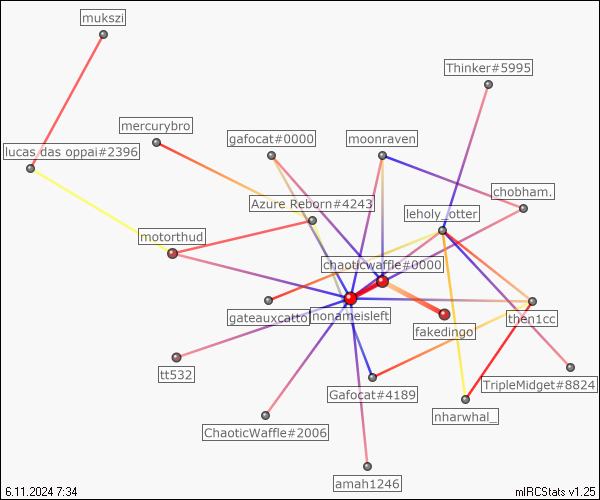 mukszi
Thinker#5995
mercurybro
gafocat#0000
moonraven
lucas das oppai#2396
chobham.
Azure Reborn#4243
leholy_otter
motorthud
chaoticwaffle#0000
gateauxcatto
nonameisleft
then1cc
fakedingo
tt532
TripleMidget#8824
Gafocat#4189
nharwhal_
ChaoticWaffle#2006
amah1246
6.11.2024 7:34
mIRCStats v1.25